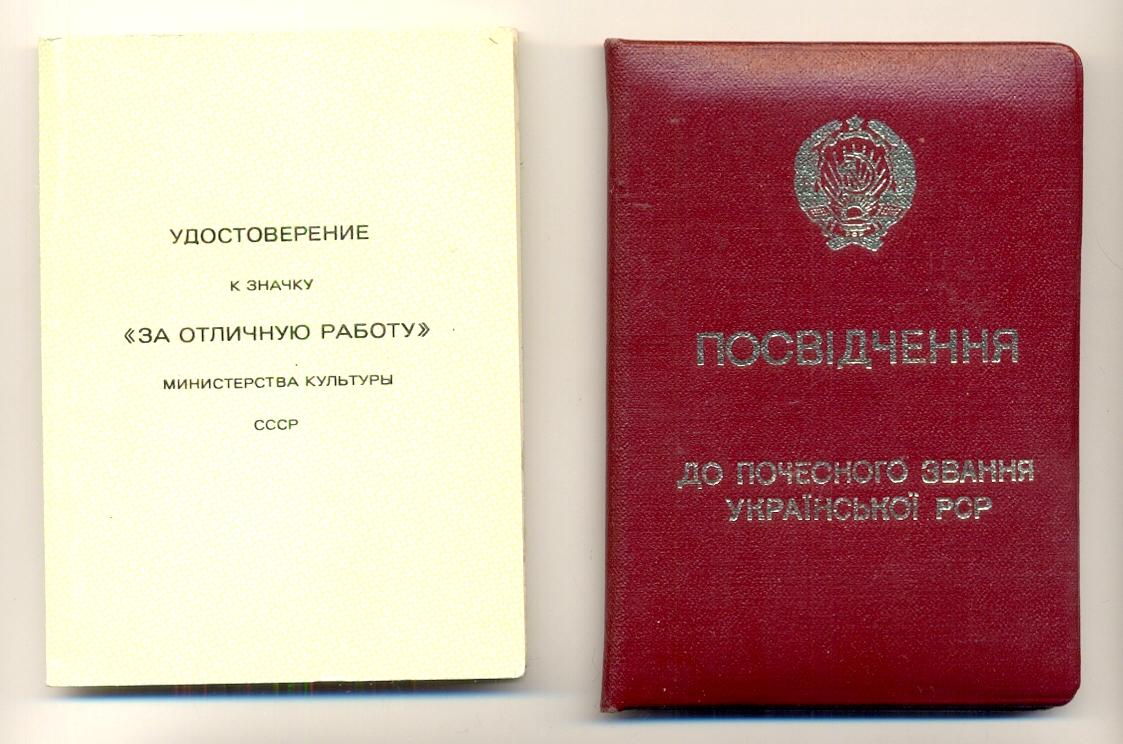 УДОСТОВЕРЕНИЕ
К ЗНАЧКУ
«ЗА ОТЛИЧНУЮ РАБОТУ»
МИНИСТЕРСТВА КУЛЬТУРЫ
СССР
ПОСВІДЧЕННЯ
ДО ПОЧЕСНОГО ЗВАННЯ
УКРАЇНСЬКОЇ РСР